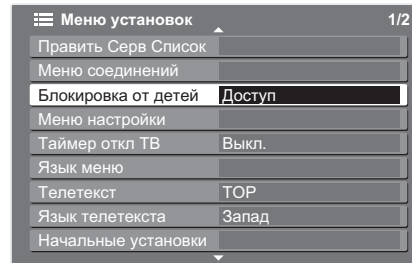 Меню установок 1/2
Править Серв Список
Меню соединений
Блокировка от детей Доступ
Меню настройки
Таймер откл ТВ Выкл.
Язык меню
Телетекст TOP
Язык телетекста Запад
Начальные установки